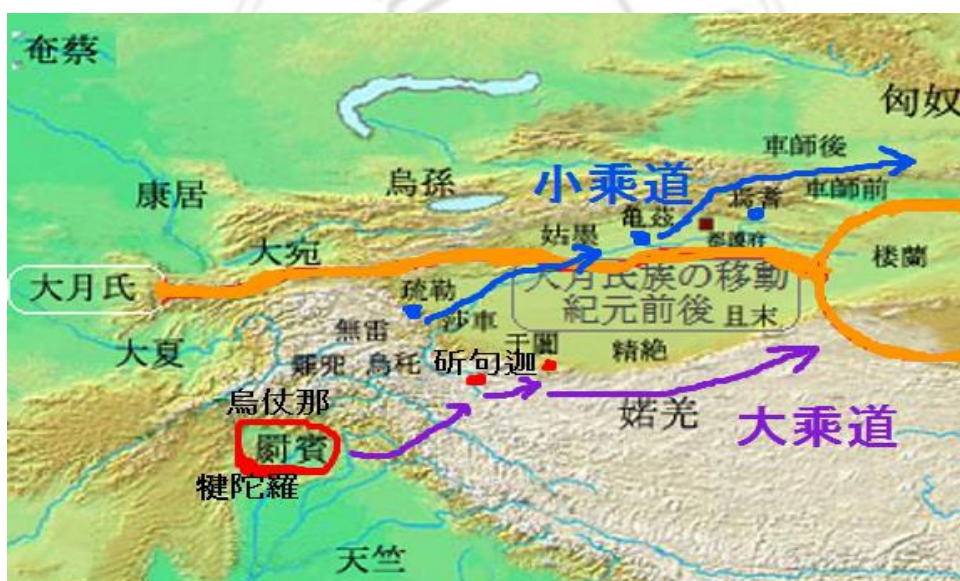 奄蔡
匈奴
車師後
烏孫
小乗道
車師前
康居
焉耆
亀茲
姑墨
都護府
大宛
楼蘭
大月氏
大月氏族の移動
紀元前後
且末
疏勒
莎車
無雷
大夏
于闐
精絶
難兜
烏秅
斫句迦
烏仗那
婼羌
大乗道
罽賓
犍陀羅
天竺